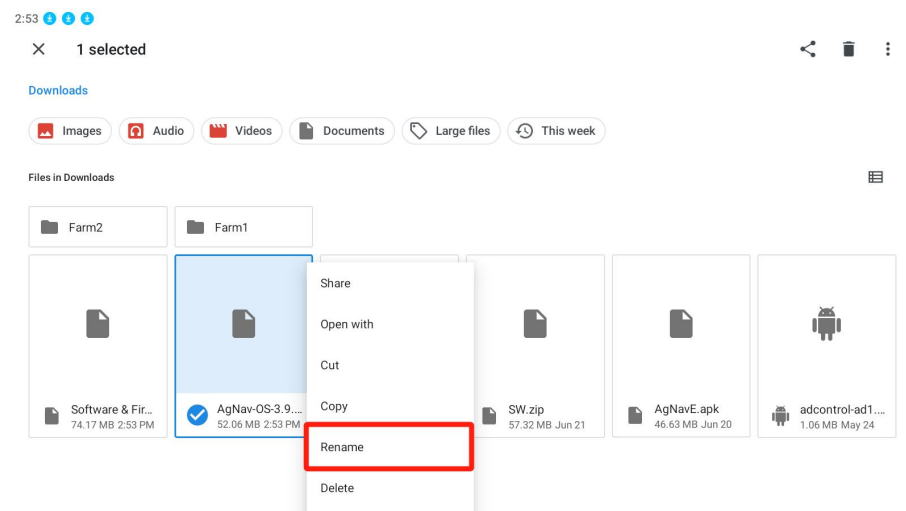 2:53
1 selected
Downloads
Images
Audio
Videos
Documents
Large files
This week
Files in Downloads
Farm2
Farm1
Share
Open with
Cut
Copy
Rename
Delete
Software & Fir...
74.17 MB 2:53 PM
AgNav-OS-3.9....
52.06 MB 2:53 PM
SW.zip
57.32 MB Jun 21
AgNavE.apk
46.63 MB Jun 20
adcontrol-ad1....
1.06 MB May 24